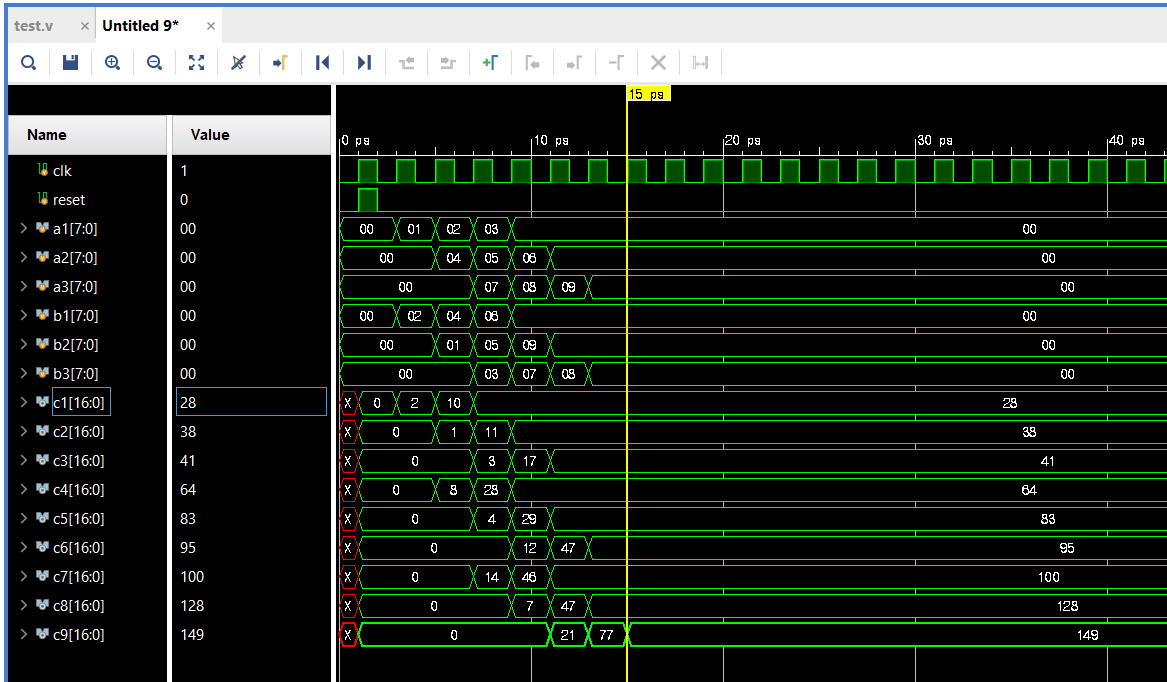 test.v × Untitled 9* ×
15 ps
Name Value 0 ps 10 ps 20 ps 30 ps 40 ps
clk 1
reset 0
a1[7:0] 00 00 01 02 03 00
a2[7:0] 00 00 04 05 06 00
a3[7:0] 00 00 07 08 09 00
b1[7:0] 00 00 02 04 06 00
b2[7:0] 00 00 01 05 09 00
b3[7:0] 00 00 03 07 08 00
c1[16:0] 28 X 0 2 10 28
c2[16:0] 38 X 0 1 11 38
c3[16:0] 41 X 0 3 17 41
c4[16:0] 64 X 0 8 28 64
c5[16:0] 83 X 0 4 29 83
c6[16:0] 95 X 0 12 47 95
c7[16:0] 100 X 0 14 46 100
c8[16:0] 128 X 0 7 47 128
c9[16:0] 149 X 0 21 77 149